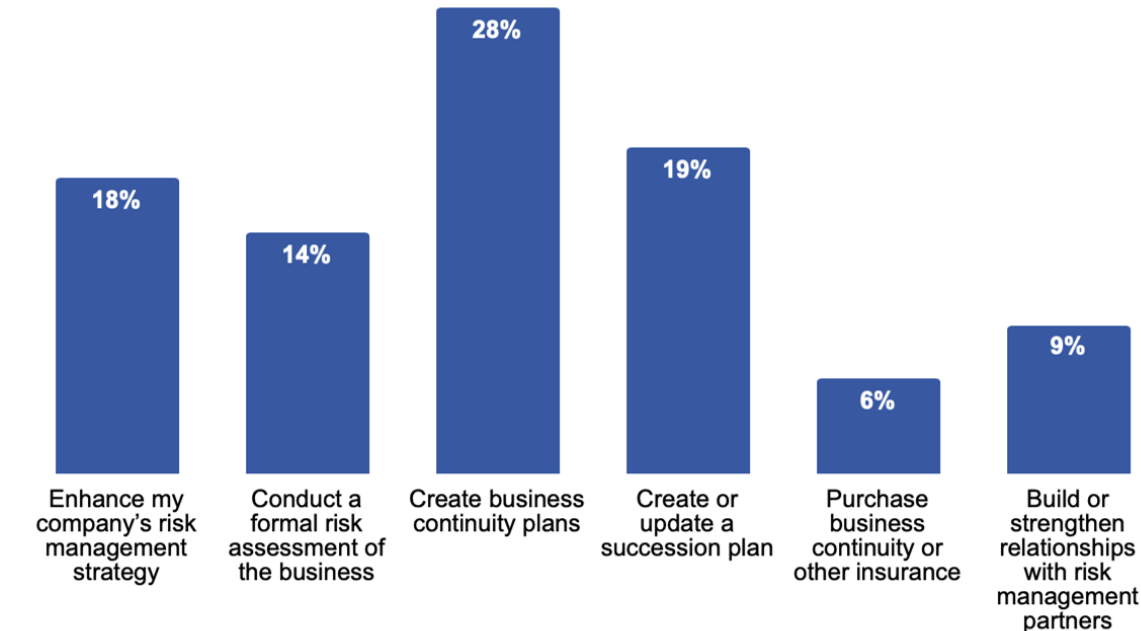 28%
19%
18%
14%
9%
6%
Enhance my
company’s risk
management
strategy
Conduct a
formal risk
assessment of
the business
Create business
continuity plans
Create or
update a
succession plan
Purchase
business
continuity or
other insurance
Build or
strengthen
relationships
with risk
management
partners